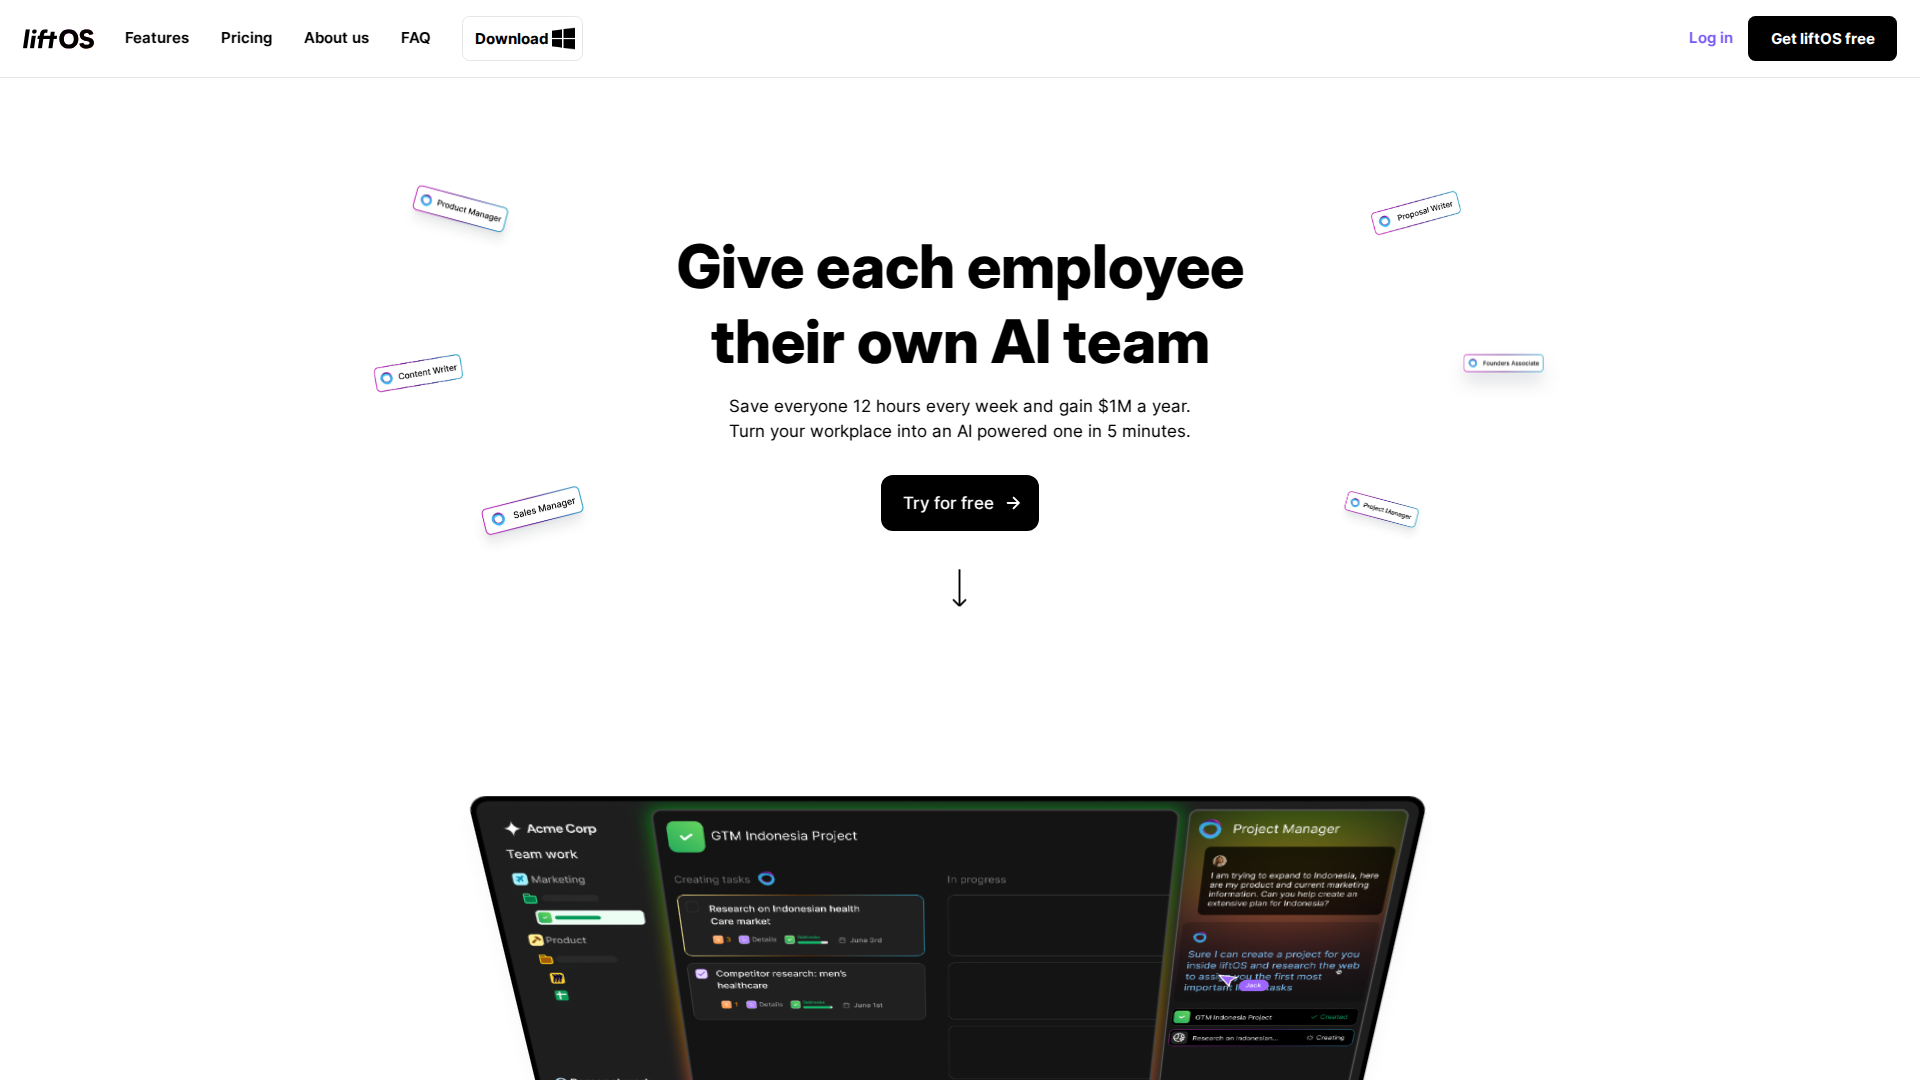 liftOS
Features
Pricing
About us
FAQ
Download
Log in
Get liftOS free
Product Manager
Proposal Writer
Give each employee
their own AI team
Content Writer
Founders Associate
Save everyone 12 hours every week and gain $1M a year.
Turn your workplace into an AI powered one in 5 minutes.
Sales Manager
Try for free
Project Manager
Acme Corp
Team work
Marketing
Product
GTM Indonesia Project
Creating tasks
In progress
Research on Indonesian health
Care market
3
Details
June 3rd
Competitor research: men's
healthcare
1
Details
June 1st
Project Manager
I am trying to expand to Indonesia, here
are my product and current marketing
information. Can you help create an
extensive plan for Indonesia?
Sure I can create a project for you
inside liftOS and research the web
to you the first most
important tasks
Jack
GTM Indonesia Project
Created
Research on Indonesian...
Creating